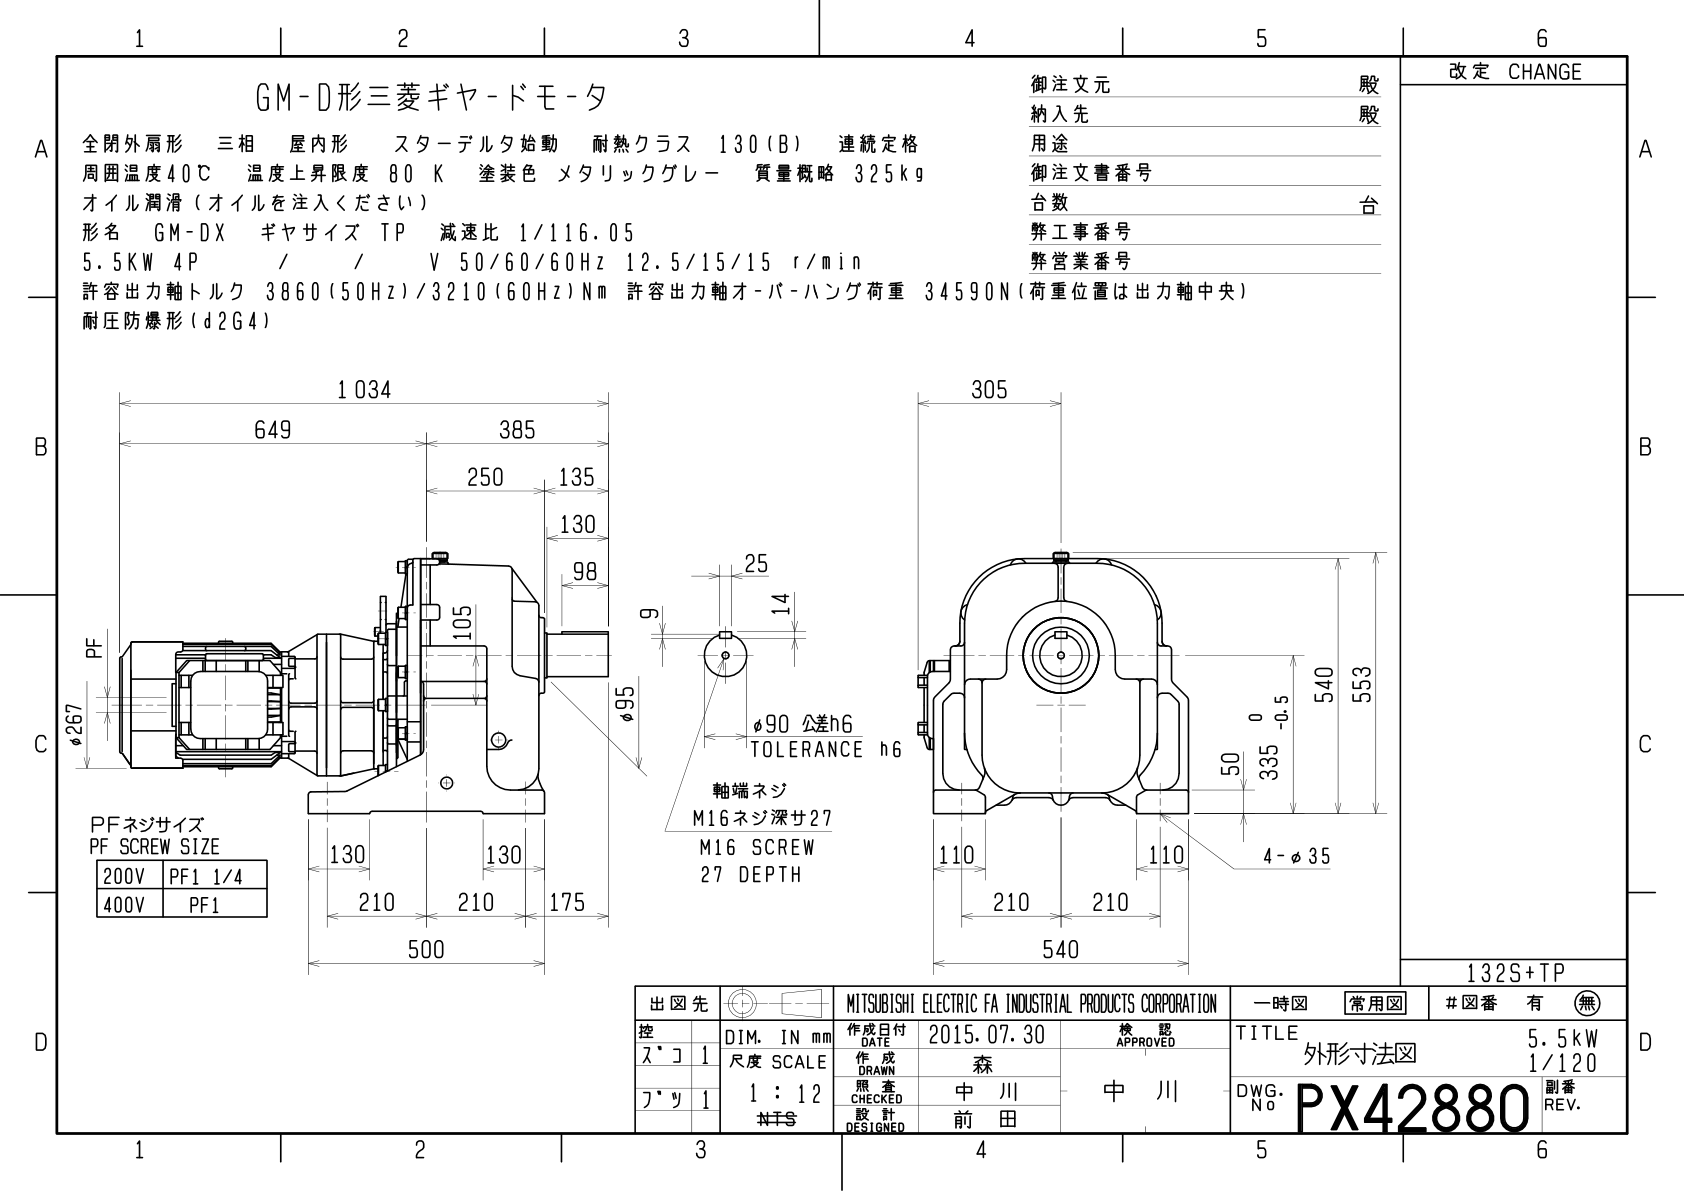 1 2 3 4 5 6
改定 CHANGE
GM-D形三菱ギヤ-ドモ-タ
全閉外扇形 三相 屋内形 スターデルタ始動 耐熱クラス 130(B) 連続定格
周囲温度40℃ 温度上昇限度 80 K 塗装色 メタリックグレー 質量概略 325kg
オイル潤滑(オイルを注入ください)
形名 GM-DX ギヤサイズ TP 減速比 1/116.05
5.5KW 4P / / V 50/60/60Hz 12.5/15/15 r/min
許容出力軸トルク 3860(50Hz)/3210(60Hz)Nm 許容出力軸オ-バ-ハング荷重 34590N(荷重位置は出力軸中央)
耐圧防爆形(d2G4)
御注文元 殿
納入先 殿
用途
御注文書番号
台数 台
弊工事番号
弊営業番号
A A
B B
C C
D D
1034
649 385
250 135
130
98
105
PF
φ267
φ95
130 130
210 210 175
500
25
9
14
φ90 公差h6
TOLERANCE h6
軸端ネジ
M16ネジ深サ27
M16 SCREW
27 DEPTH
PFネジサイズ
PF SCREW SIZE
200V PF1 1/4
400V PF1
305
540
553
335 0 -0.5
50
110 110
4-φ35
210 210
540
132S+TP
出図先
控
ズコ 1
ブツ 1
DIM. IN mm
尺度 SCALE
1 : 12
NTS
MITSUBISHI ELECTRIC FA INDUSTRIAL PRODUCTS CORPORATION
作成日付 DATE 2015.07.30
作成 DRAWN 森
照査 CHECKED 中川
設計 DESIGNED 前田
検認 APPROVED
中川
一時図 常用図 #図番 有 無
TITLE
外形寸法図
5.5kW
1/120
DWG. No PX42880
副番 REV.
1 2 3 4 5 6